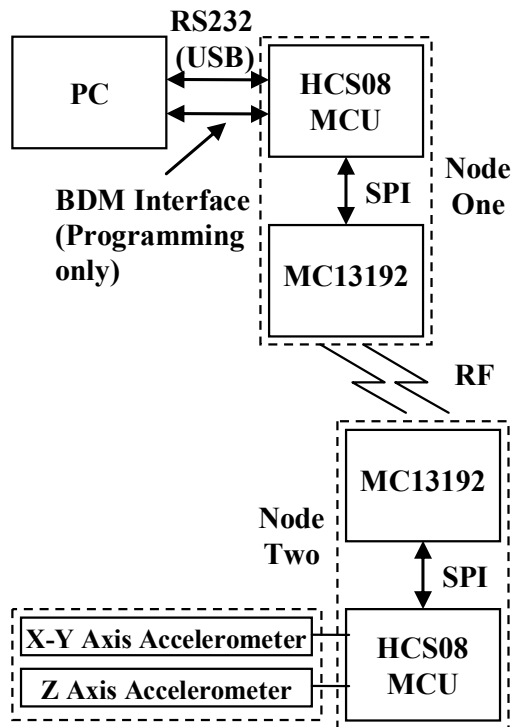 RS232
(USB)
PC
HCS08
MCU
BDM Interface
(Programming
only)
SPI
Node
One
MC13192
RF
MC13192
Node
Two
SPI
X-Y Axis Accelerometer
Z Axis Accelerometer
HCS08
MCU